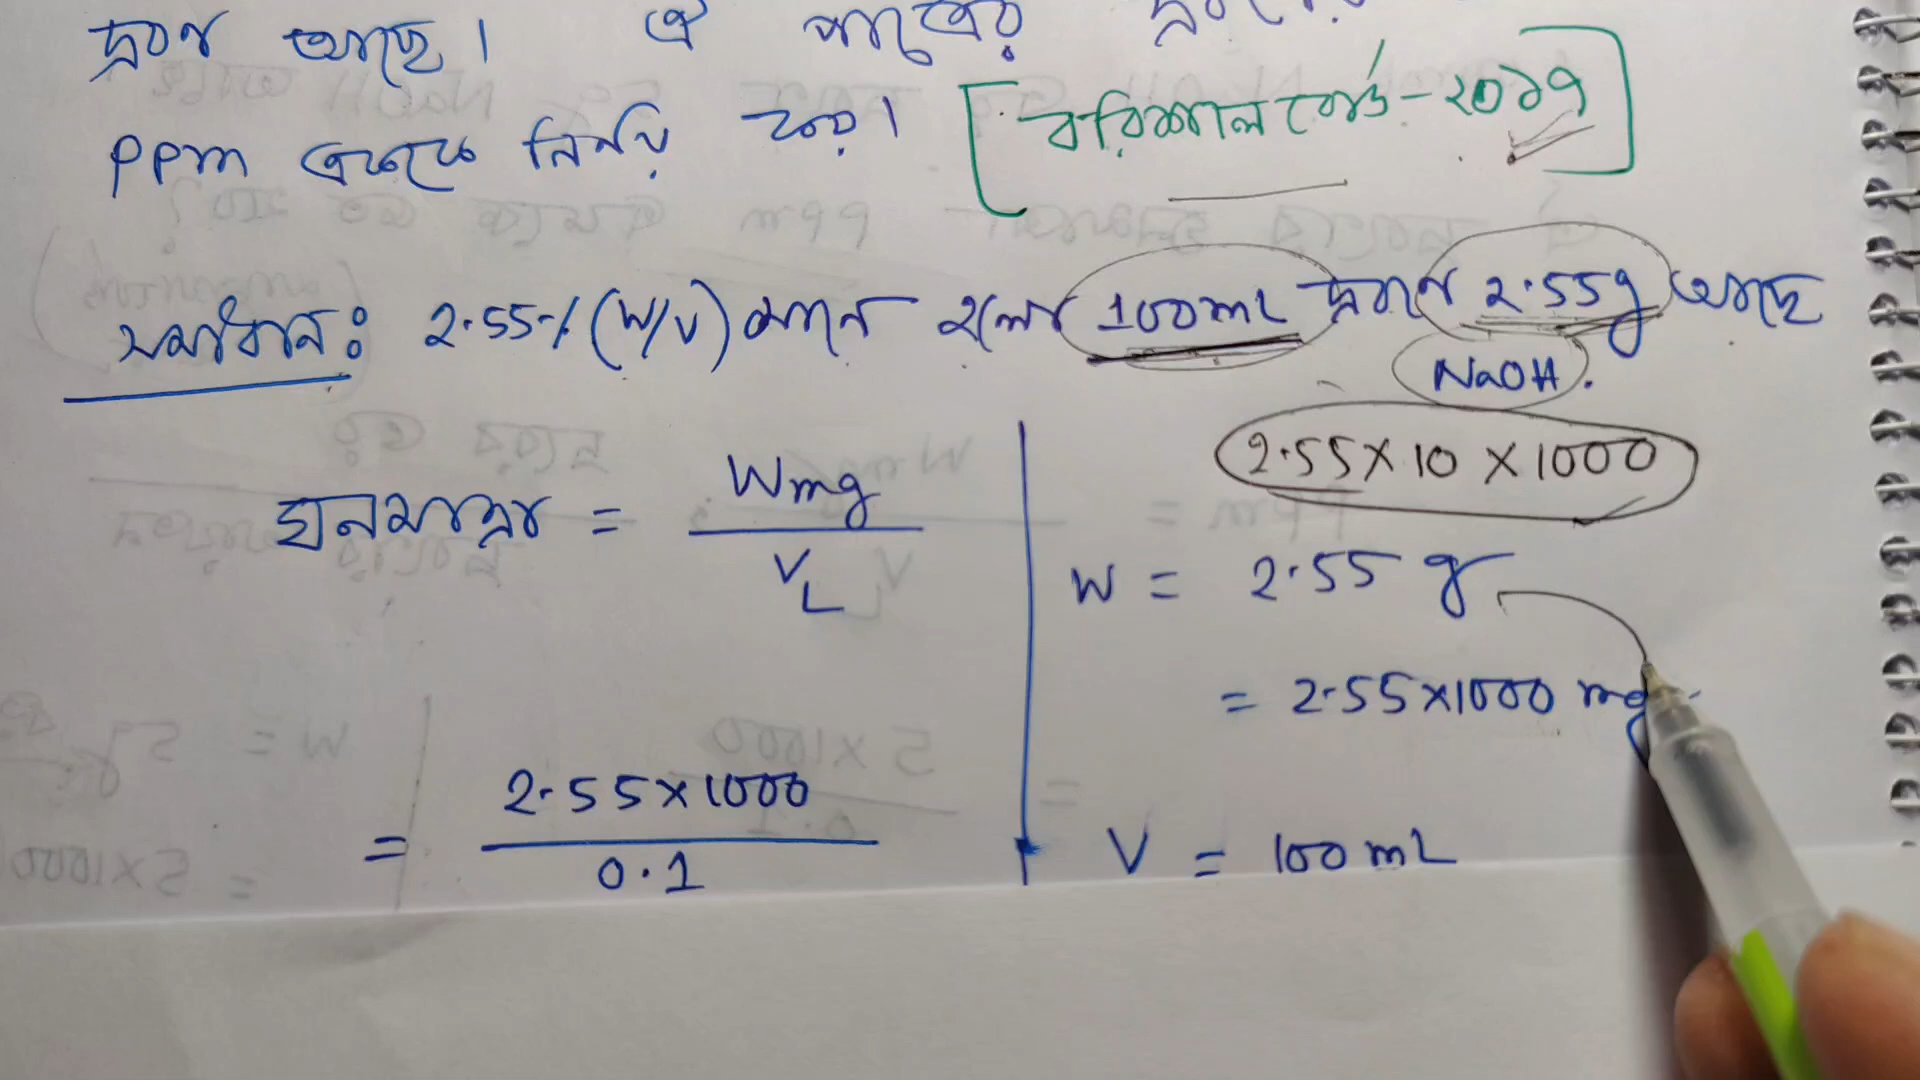 দ্রবণ আছে। ঐ পাত্রের
ppm এককে নির্ণয় কর। [বরিশাল বোর্ড-২০১৭]
সমাধান: 2.55% (W/V) মানে হলো 100mL দ্রবণে 2.55g আছে
NaOH.
2.55 × 10 × 1000
ঘনমাত্রা = Wmg / VL
W = 2.55 g
= 2.55×1000 mg
= 2.55×1000 / 0.1
V = 100 mL